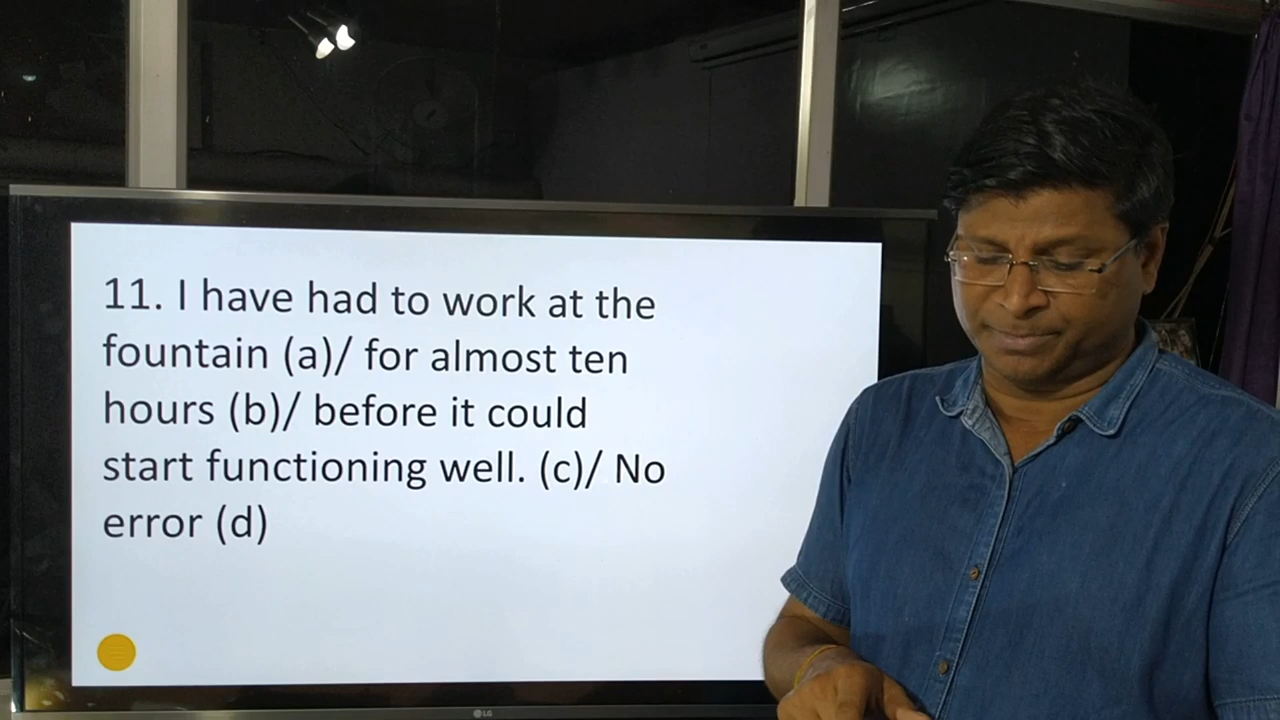 11. I have had to work at the
fountain (a)/ for almost ten
hours (b)/ before it could
start functioning well. (c)/ No
error (d)
LG